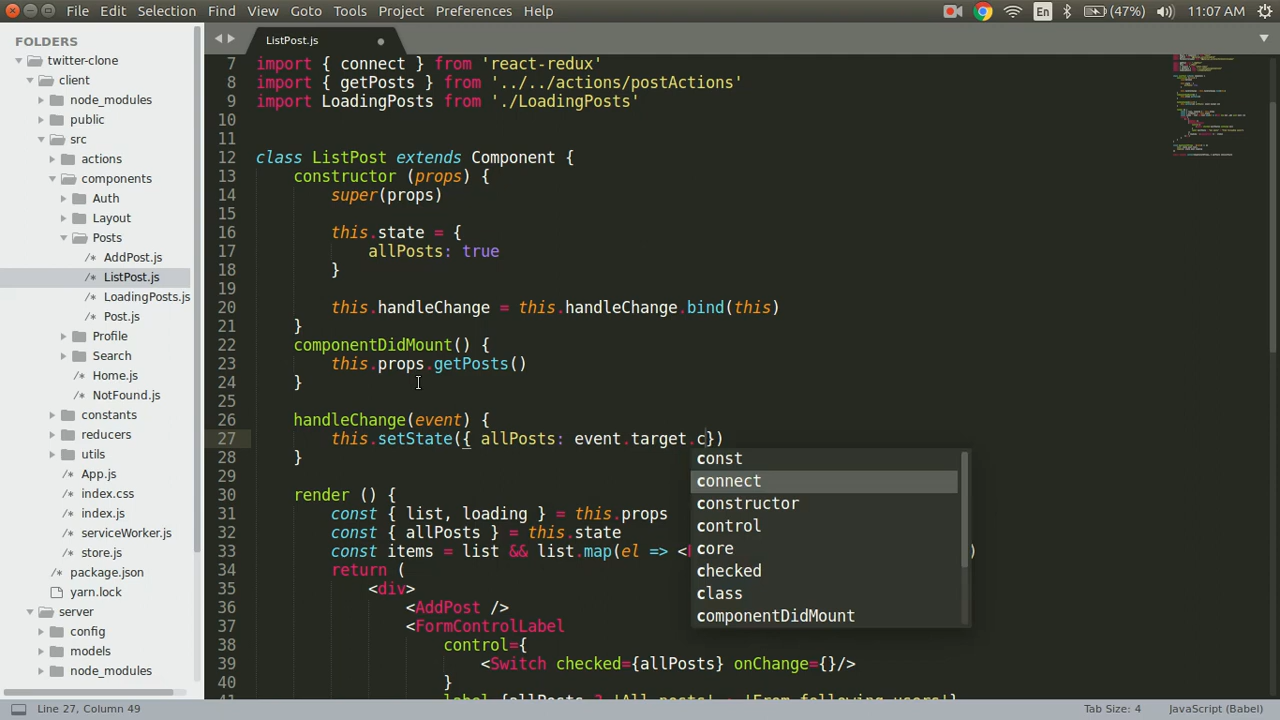 File Edit Selection Find View Goto Tools Project Preferences Help En (47%) 11:07 AM
FOLDERS
twitter-clone
client
node_modules
public
src
actions
components
Auth
Layout
Posts
/* AddPost.js
/* ListPost.js
/* LoadingPosts.js
/* Post.js
Profile
Search
/* Home.js
/* NotFound.js
constants
reducers
utils
/* App.js
/* index.css
/* index.js
/* serviceWorker.js
/* store.js
/* package.json
yarn.lock
server
config
models
node_modules
ListPost.js
7 import { connect } from 'react-redux'
8 import { getPosts } from '../../actions/postActions'
9 import LoadingPosts from './LoadingPosts'
10
11
12 class ListPost extends Component {
13 constructor (props) {
14 super(props)
15
16 this.state = {
17 allPosts: true
18 }
19
20 this.handleChange = this.handleChange.bind(this)
21 }
22 componentDidMount() {
23 this.props.getPosts()
24 }
25
26 handleChange(event) {
27 this.setState({ allPosts: event.target.c})
28 }
29
30 render () {
31 const { list, loading } = this.props
32 const { allPosts } = this.state
33 const items = list && list.map(el => < )
34 return (
35 <div>
36 <AddPost />
37 <FormControlLabel
38 control={
39 <Switch checked={allPosts} onChange={}/>
40 }
41 label={allPosts ? 'All posts' : 'From following users'}
const
connect
constructor
control
core
checked
class
componentDidMount
Line 27, Column 49 Tab Size: 4 JavaScript (Babel)